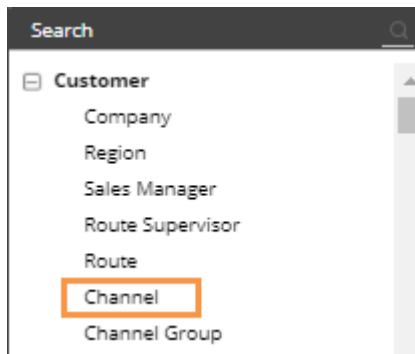 Search
Customer
Company
Region
Sales Manager
Route Supervisor
Route
Channel
Channel Group